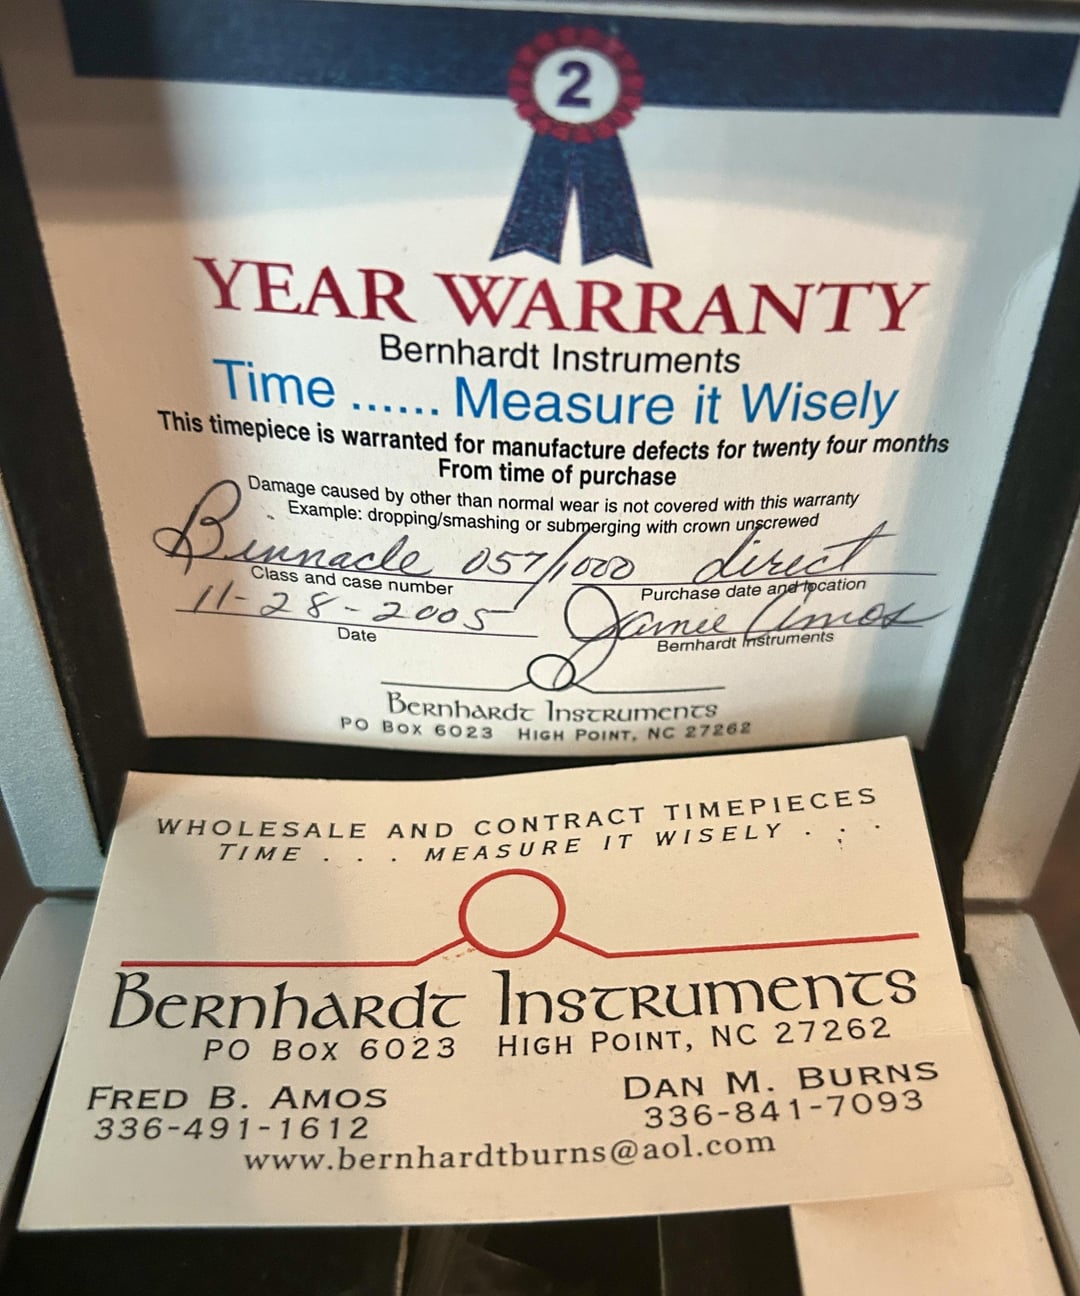 2
YEAR WARRANTY
Bernhardt Instruments
Time ...... Measure it Wisely
This timepiece is warranted for manufacture defects for twenty four months
From time of purchase
Damage caused by other than normal wear is not covered with this warranty
Example: dropping/smashing or submerging with crown unscrewed
Binnacle 057/1000 direct
Class and case number Purchase date and location
11-28-2005 Jamie Amos
Date Bernhardt Instruments
Bernhardt Instruments
PO Box 6023 High Point, NC 27262
WHOLESALE AND CONTRACT TIMEPIECES
TIME . . . MEASURE IT WISELY . . .
Bernhardt Instruments
PO Box 6023 High Point, NC 27262
Fred B. Amos Dan M. Burns
336-491-1612 336-841-7093
www.bernhardtburns@aol.com